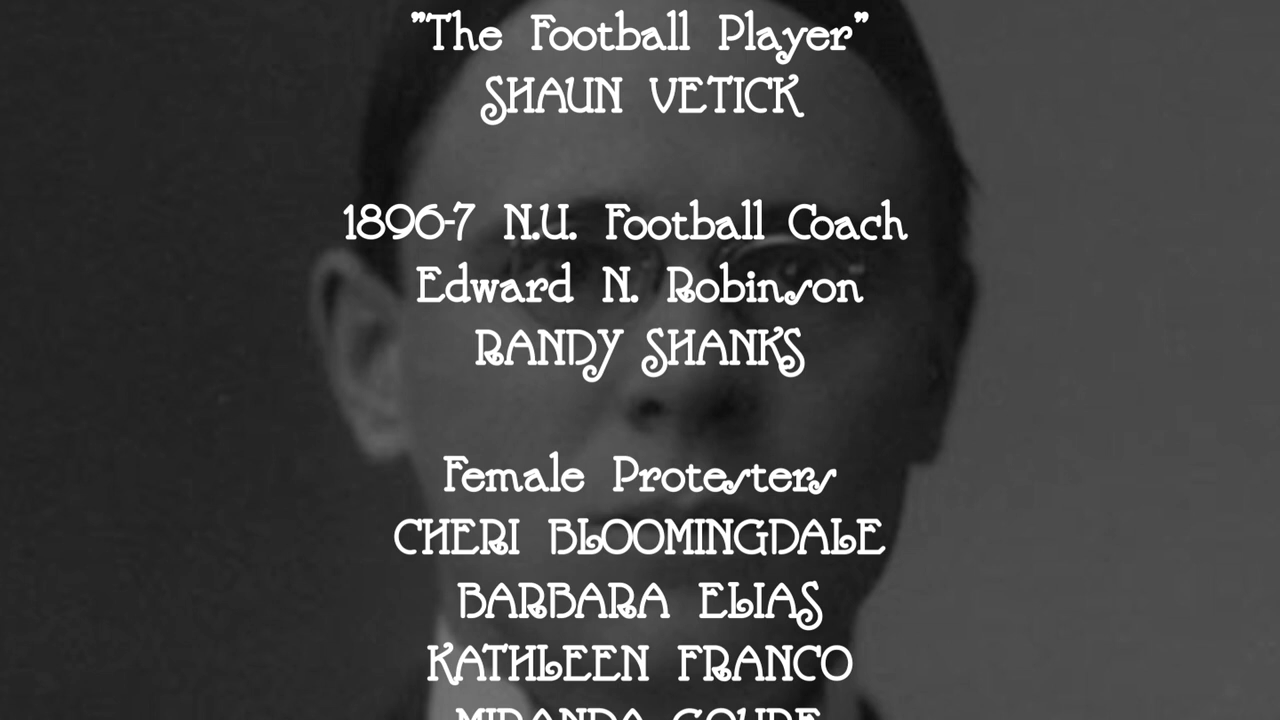 "The Football Player"
SHAUN VETICK
1896-7 N.U. Football Coach
Edward N. Robinson
RANDY SHANKS
Female Protesters
CHERI BLOOMINGDALE
BARBARA ELIAS
KATHLEEN FRANCO
MIRANDA